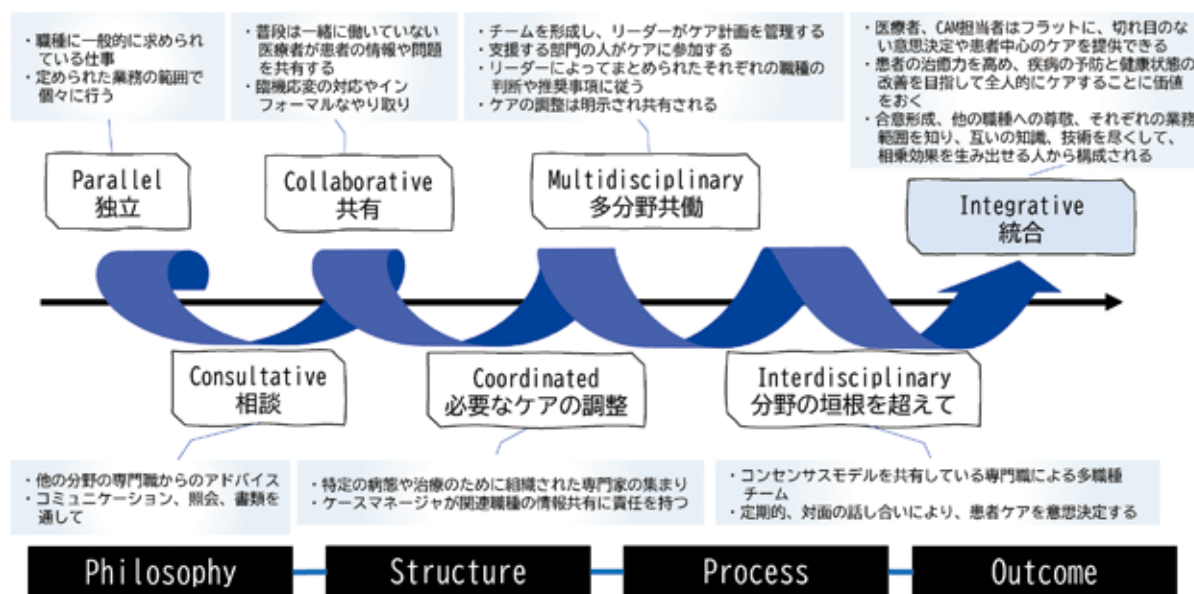 ・職種に一般的に求められ
ている仕事
・定められた業務の範囲で
個々に行う
・普段は一緒に働いていない
医療者が患者の情報や問題
を共有する
・臨機応変の対応やイン
フォーマルなやり取り
・チームを形成し、リーダーがケア計画を管理する
・支援する部門の人がケアに参加する
・リーダーによってまとめられたそれぞれの職種の
判断や推奨事項に従う
・ケアの調整は明示され共有される
・医療者、CAM担当者はフラットに、切れ目のな
い意思決定や患者中心のケアを提供できる
・患者の治癒力を高め、疾病の予防と健康状態の
改善を目指して全人的にケアすることに価値
をおく
・合意形成、他の職種への尊敬、それぞれの業務
範囲を知り、互いの知識、技術を尽くして、
相乗効果を生み出せる人から構成される
Parallel
独立
Collaborative
共有
Multidisciplinary
多分野共働
Integrative
統合
Consultative
相談
Coordinated
必要なケアの調整
Interdisciplinary
分野の垣根を超えて
・他の分野の専門職からのアドバイス
・コミュニケーション、照会、書類を
通して
・特定の病態や治療のために組織された専門家の集まり
・ケースマネージャが関連職種の情報共有に責任を持つ
・コンセンサスモデルを共有している専門職による多職種
チーム
・定期的、対面の話し合いにより、患者ケアを意思決定する
Philosophy
Structure
Process
Outcome